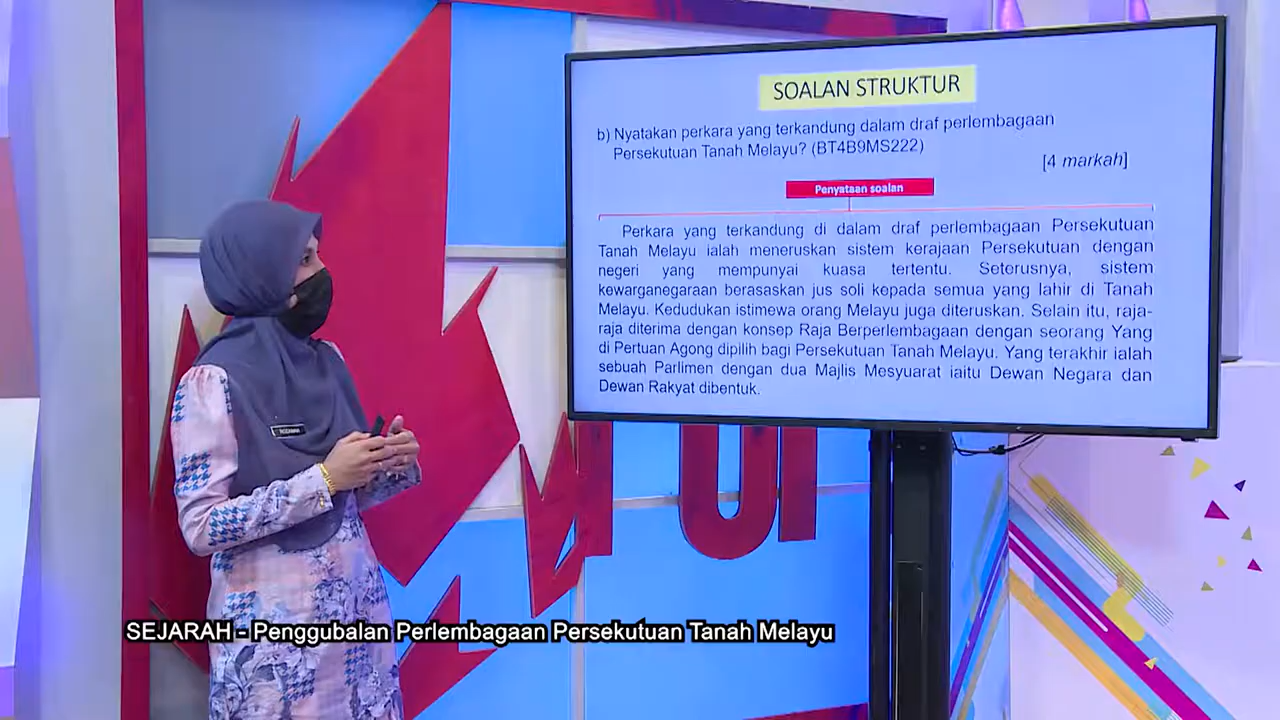 SOALAN STRUKTUR
b) Nyatakan perkara yang terkandung dalam draf perlembagaan
Persekutuan Tanah Melayu? (BT4B9MS222)
[4 markah]
Penyataan soalan
Perkara yang terkandung di dalam draf perlembagaan Persekutuan
Tanah Melayu ialah meneruskan sistem kerajaan Persekutuan dengan
negeri yang mempunyai kuasa tertentu. Seterusnya, sistem
kewarganegaraan berasaskan jus soli kepada semua yang lahir di Tanah
Melayu. Kedudukan istimewa orang Melayu juga diteruskan. Selain itu, raja-
raja diterima dengan konsep Raja Berperlembagaan dengan seorang Yang
di Pertuan Agong dipilih bagi Persekutuan Tanah Melayu. Yang terakhir ialah
sebuah Parlimen dengan dua Majlis Mesyuarat iaitu Dewan Negara dan
Dewan Rakyat dibentuk.
SEJARAH - Penggubalan Perlembagaan Persekutuan Tanah Melayu